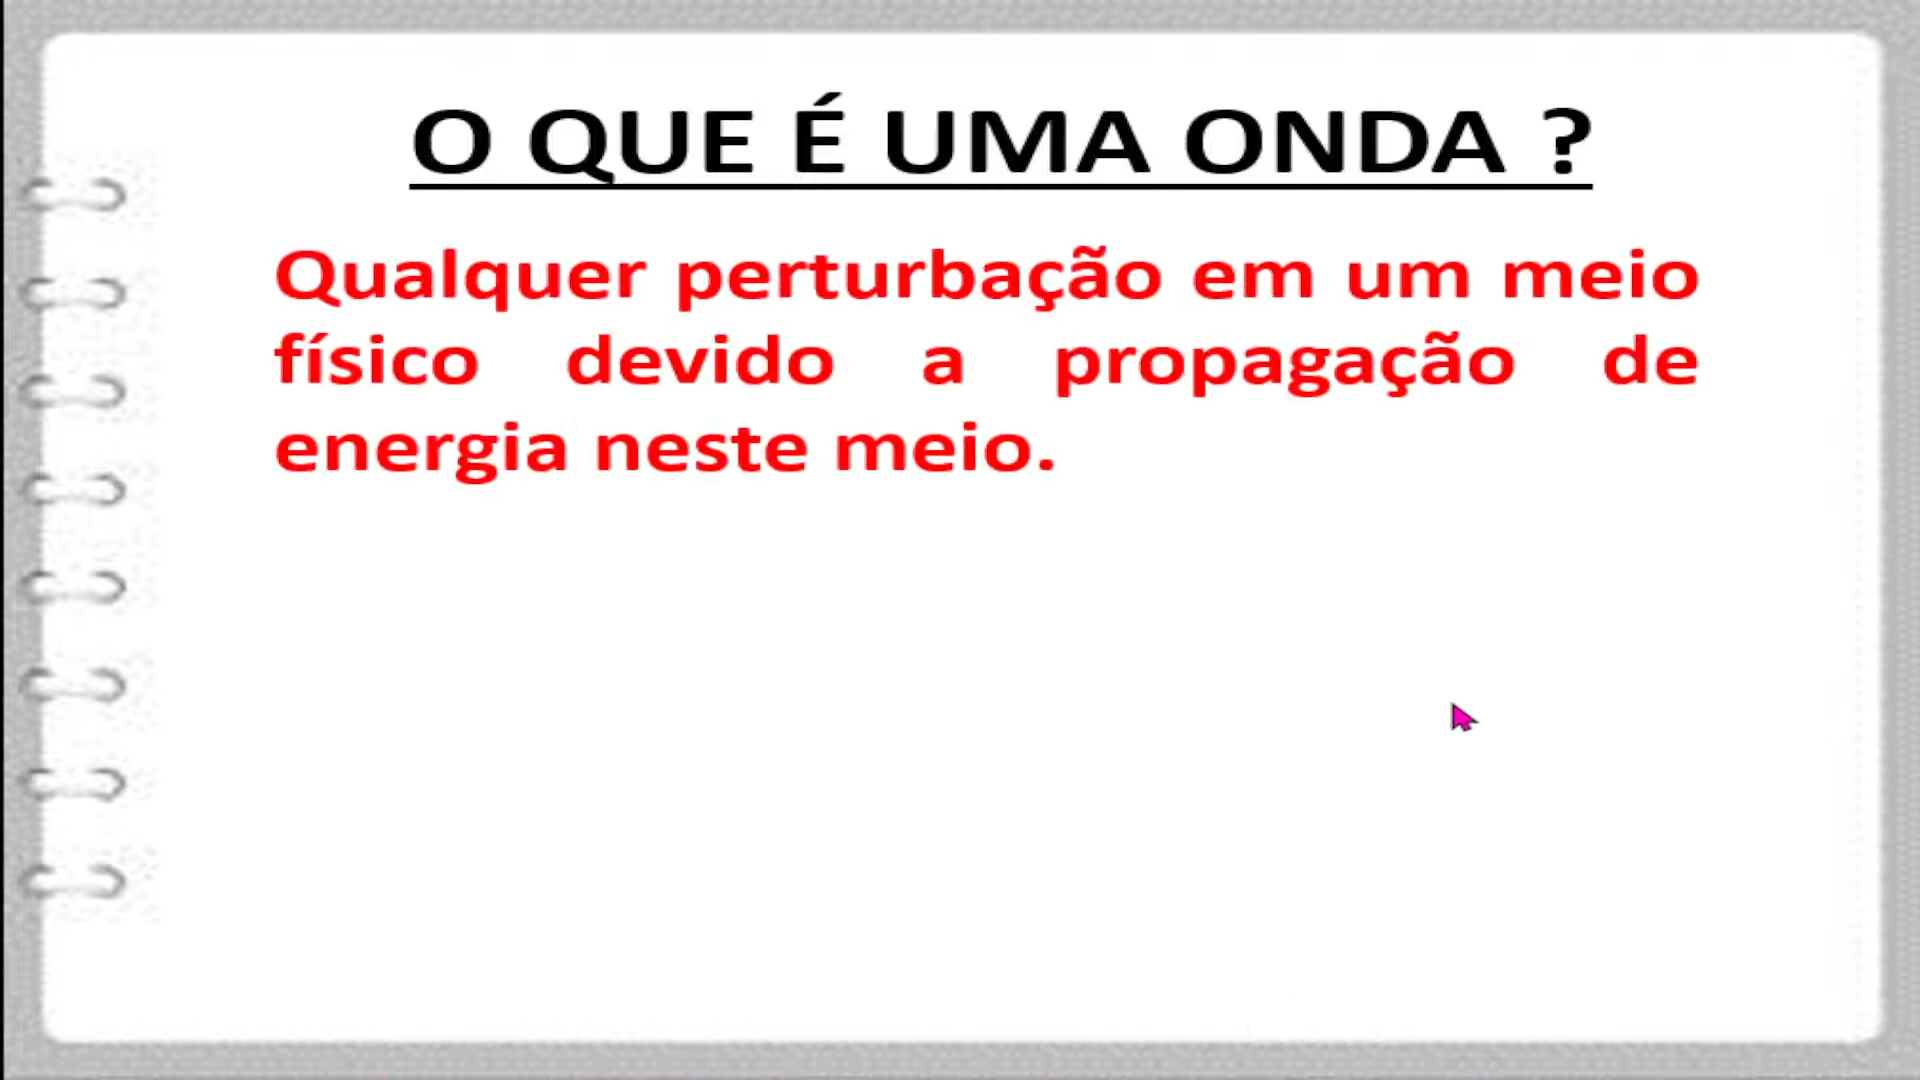 O QUE É UMA ONDA ?
Qualquer perturbação em um meio
físico devido a propagação de
energia neste meio.